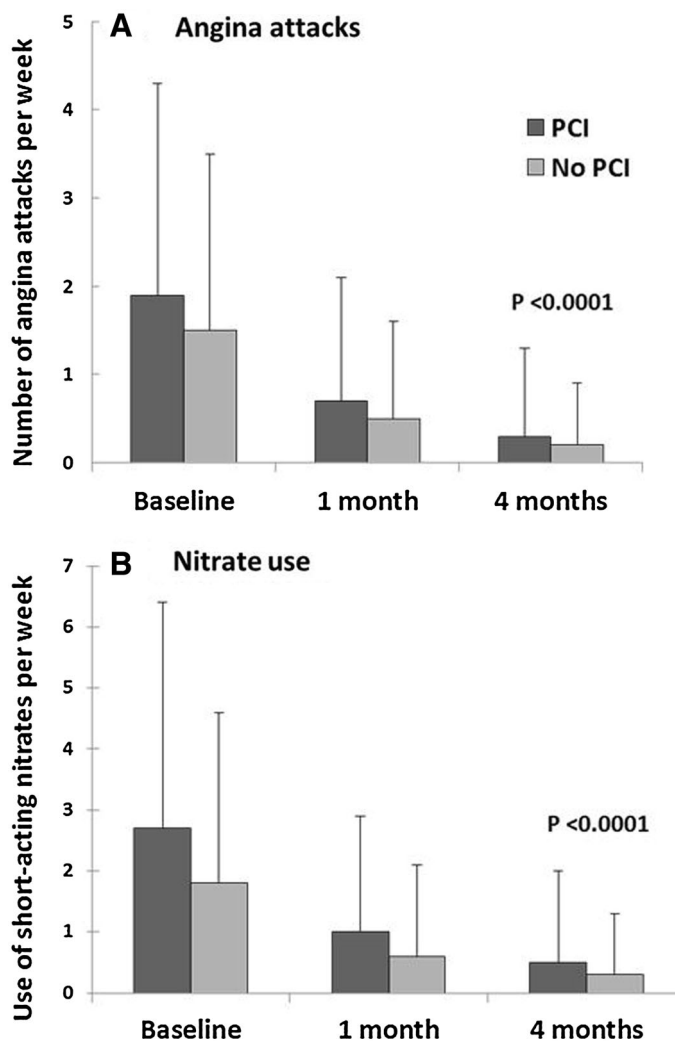 A Angina attacks
Number of angina attacks per week
5
4
3
2
1
0
PCI
No PCI
P <0.0001
Baseline 1 month 4 months
B Nitrate use
Use of short-acting nitrates per week
7
6
5
4
3
2
1
0
P <0.0001
Baseline 1 month 4 months